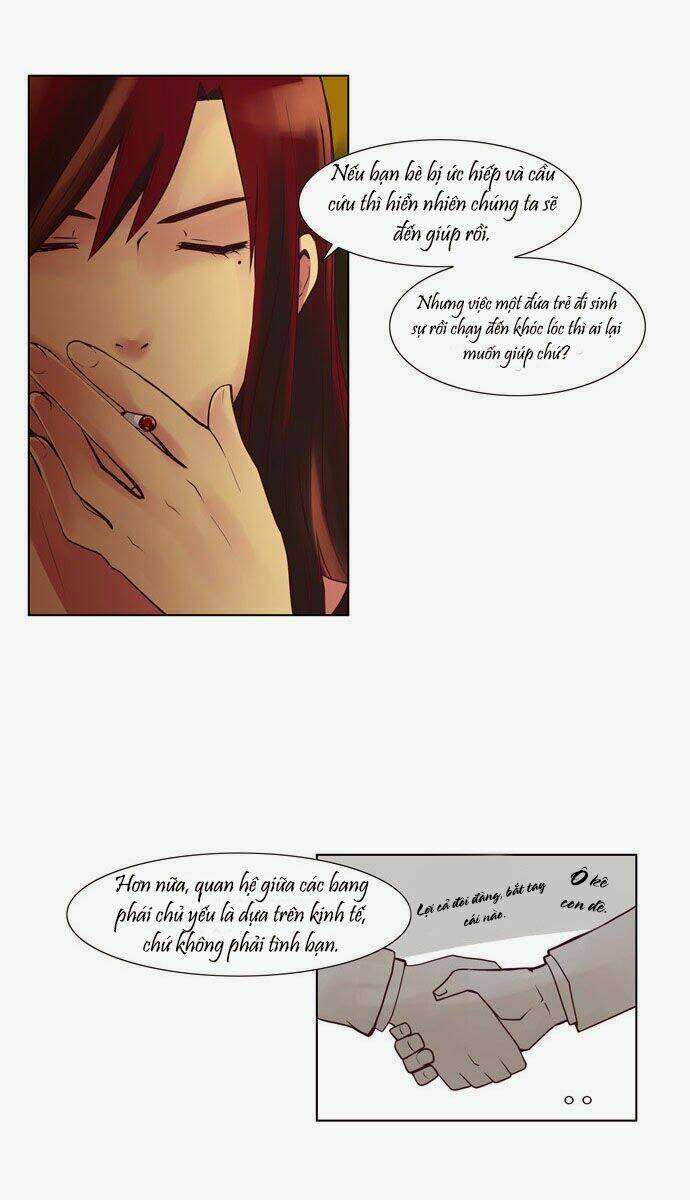 Nếu bạn bè bị ức hiếp và cầu
cứu thì hiển nhiên chúng ta sẽ
đến giúp rồi.
Nhưng việc một đứa trẻ đi sinh
sự rồi chạy đến khóc lóc thì ai lại
muốn giúp chứ?
Hơn nữa, quan hệ giữa các bang
phái chủ yếu là dựa trên kinh tế,
chứ không phải tình bạn.
Lợi cả đôi đàng, bắt tay
cái nào.
Ô kê
con dê.